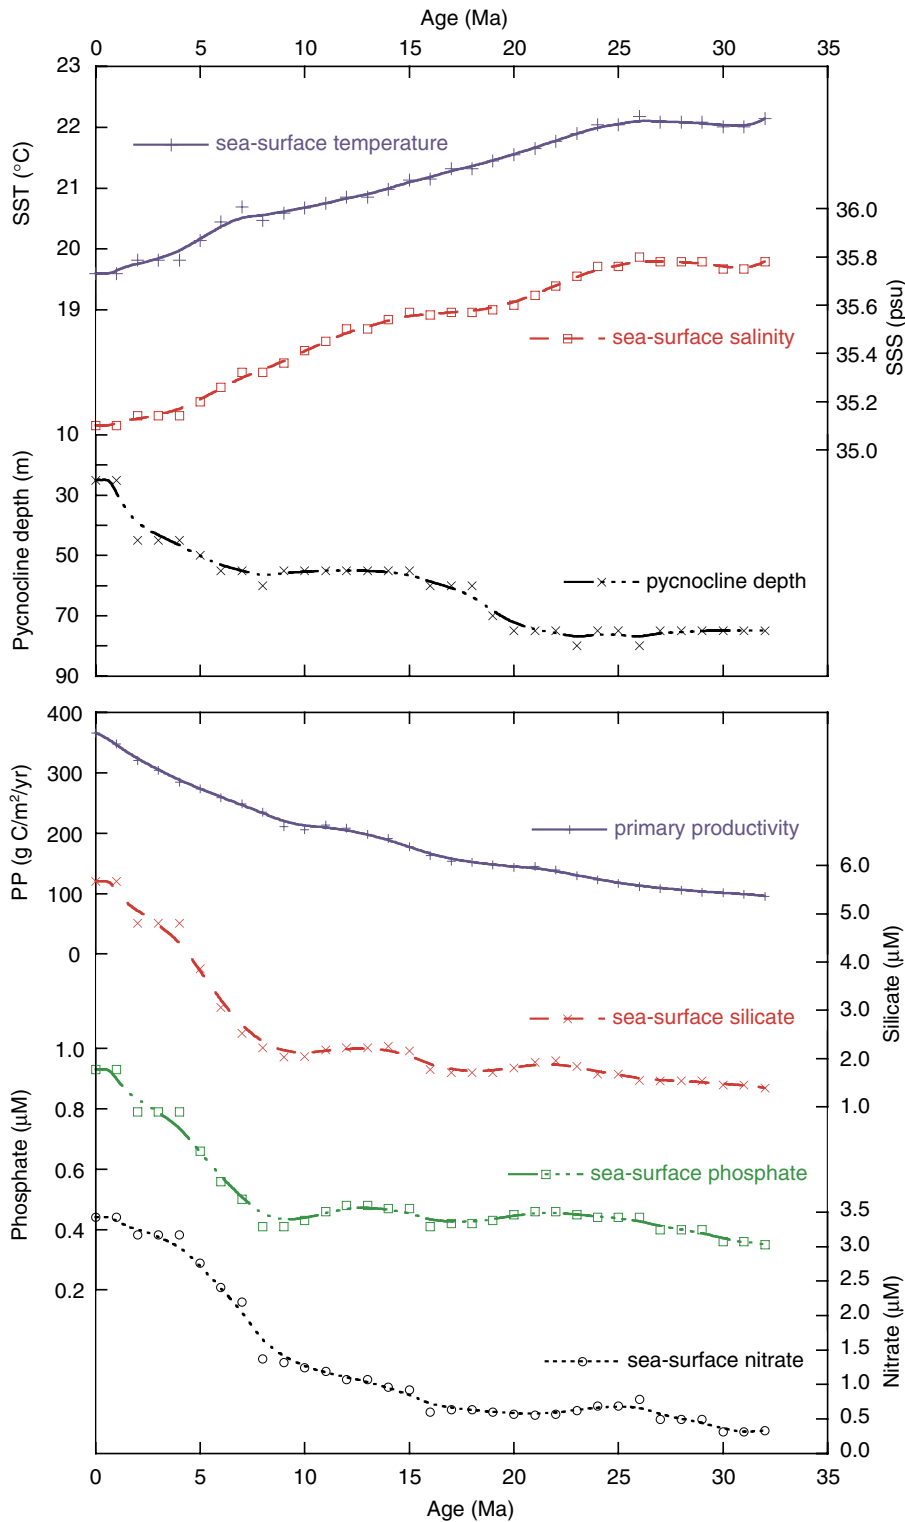 Age (Ma)
0 5 10 15 20 25 30 35
23
22
21
20
19
SST (°C)
sea-surface temperature
36.0
35.8
35.6
35.4
35.2
35.0
SSS (psu)
sea-surface salinity
10
30
50
70
90
Pycnocline depth (m)
pycnocline depth
400
300
200
100
0
PP (g C/m²/yr)
primary productivity
6.0
5.0
4.0
3.0
2.0
1.0
Silicate (µM)
sea-surface silicate
1.0
0.8
0.6
0.4
0.2
Phosphate (µM)
sea-surface phosphate
3.5
3.0
2.5
2.0
1.5
1.0
0.5
0.0
Nitrate (µM)
sea-surface nitrate
0 5 10 15 20 25 30 35
Age (Ma)